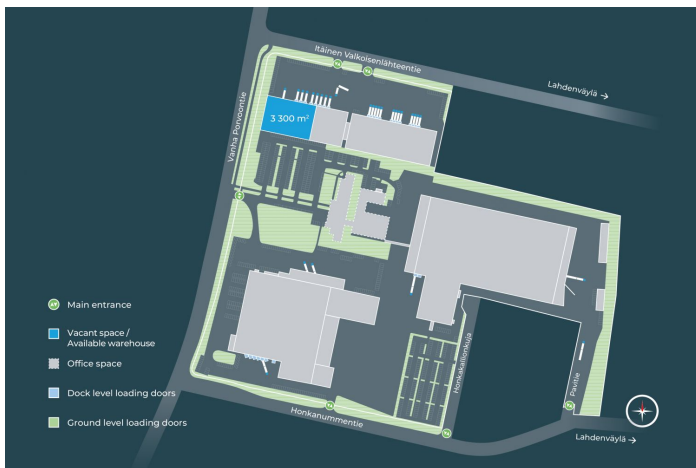 Itäinen Valkoisenlähteentie
Lahdenväylä →
Vanha Porvoontie
3 300 m²
Main entrance
Vacant space /
Available warehouse
Office space
Dock level loading doors
Ground level loading doors
Honkakallionkuja
Pavitie
Honkanummentie
Lahdenväylä →